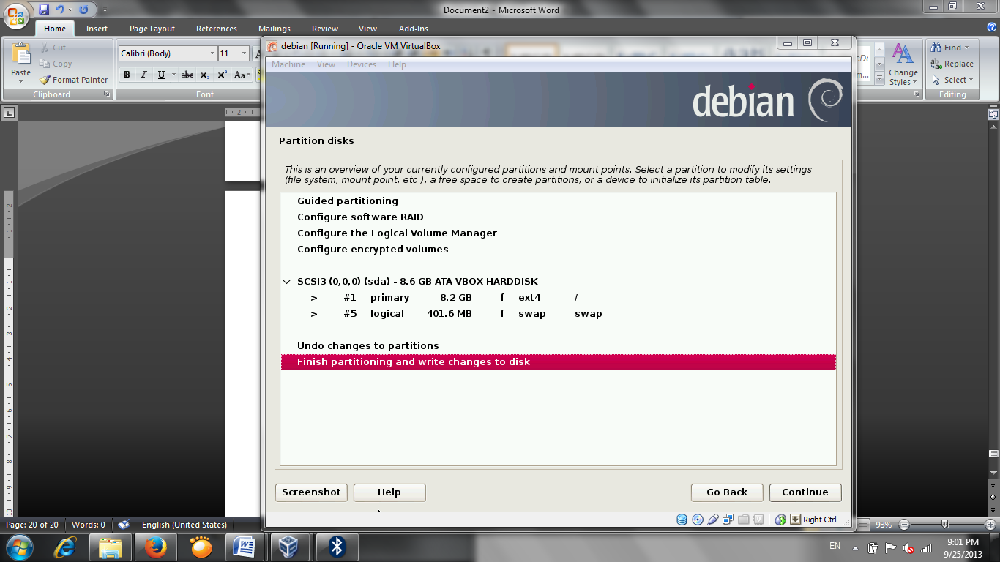 Document2 - Microsoft Word
Home Insert Page Layout References Mailings Review View Add-Ins
Paste
Cut
Copy
Format Painter
Clipboard
Calibri (Body) 11
B I U abc x₂ x² Aa
Font
Change Styles
Find
Replace
Select
Editing
debian [Running] - Oracle VM VirtualBox
Machine View Devices Help
debian
Partition disks
This is an overview of your currently configured partitions and mount points. Select a partition to modify its settings
(file system, mount point, etc.), a free space to create partitions, or a device to initialize its partition table.
Guided partitioning
Configure software RAID
Configure the Logical Volume Manager
Configure encrypted volumes
SCSI3 (0,0,0) (sda) - 8.6 GB ATA VBOX HARDDISK
> #1 primary 8.2 GB f ext4 /
> #5 logical 401.6 MB f swap swap
Undo changes to partitions
Finish partitioning and write changes to disk
Screenshot Help Go Back Continue
Right Ctrl
Page: 20 of 20 Words: 0 English (United States) 93%
EN
9:01 PM
9/25/2013